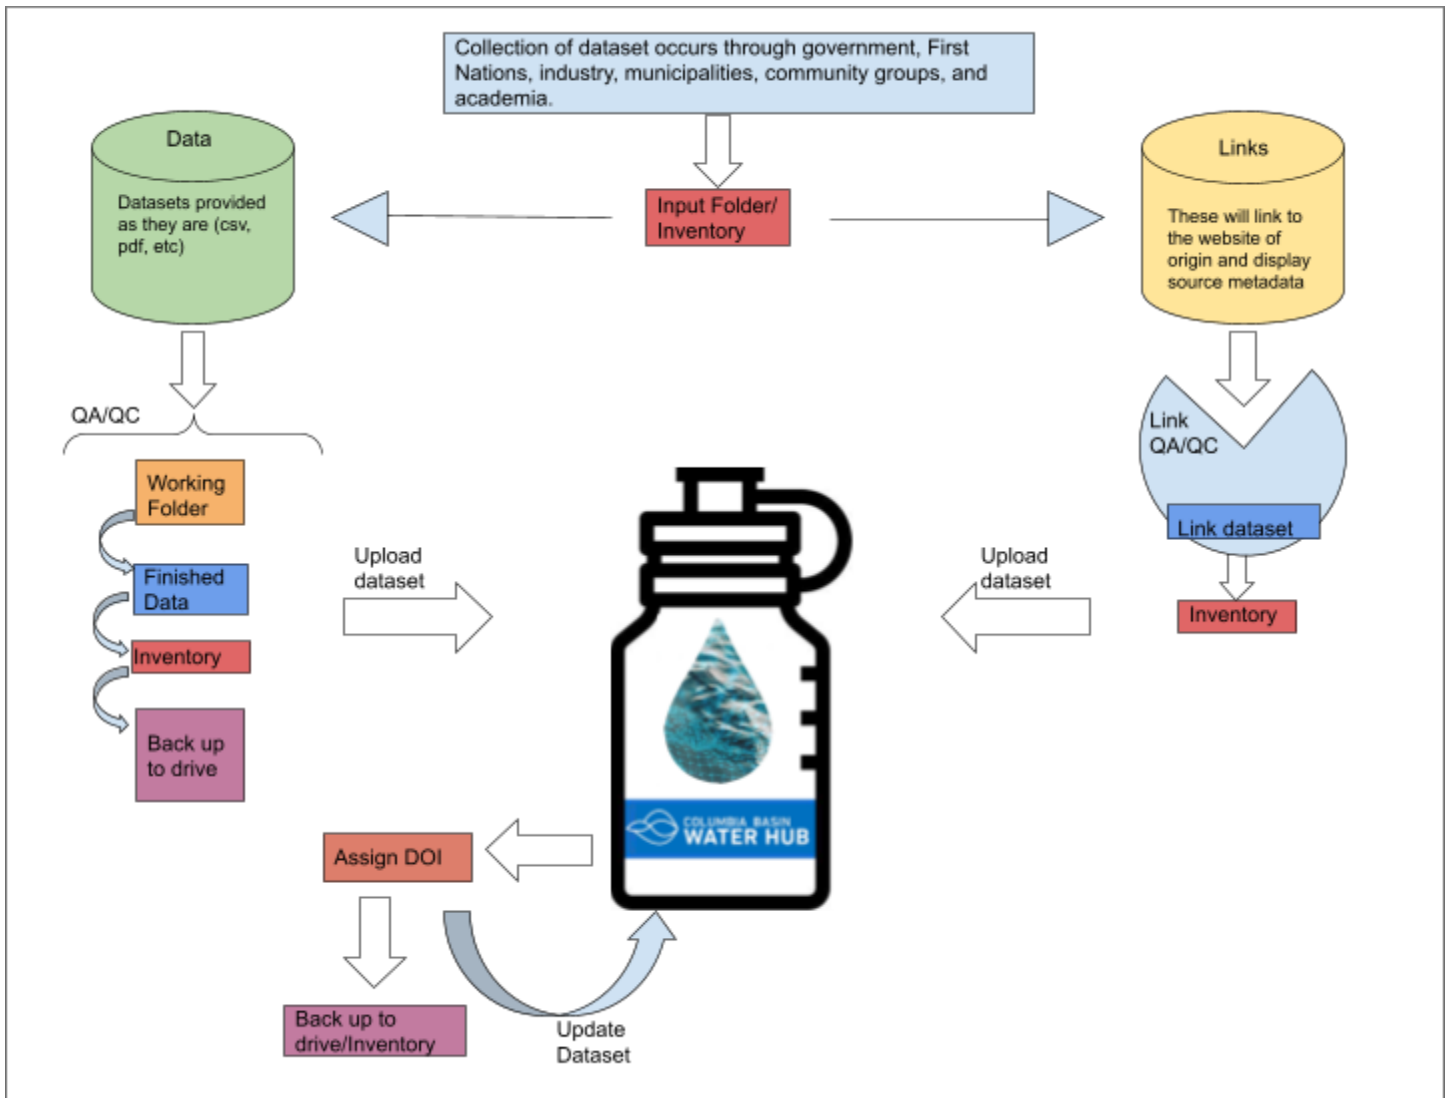 Collection of dataset occurs through government, First
Nations, industry, municipalities, community groups, and
academia.
Data
Datasets provided
as they are (csv,
pdf, etc)
Input Folder/
Inventory
Links
These will link to
the website of
origin and display
source metadata
QA/QC
Working
Folder
Finished
Data
Inventory
Back up
to drive
Upload
dataset
Upload
dataset
Link
QA/QC
Link dataset
Inventory
COLUMBIA BASIN
WATER HUB
Assign DOI
Back up to
drive/Inventory
Update
Dataset